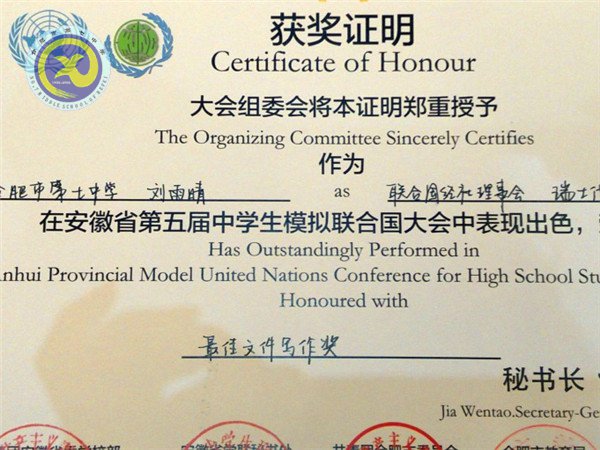 获奖证明
Certificate of Honour
大会组委会将本证明郑重授予
The Organizing Committee Sincerely Certifies
作为
合肥市第七中学 刘雨晴 as 联合国经社理事会 瑞士代
在安徽省第五届中学生模拟联合国大会中表现出色，
Has Outstandingly Performed in
nhui Provincial Model United Nations Conference for High School Stu
Honoured with
最佳文件写作奖
秘书长
Jia Wentao.Secretary-Ge